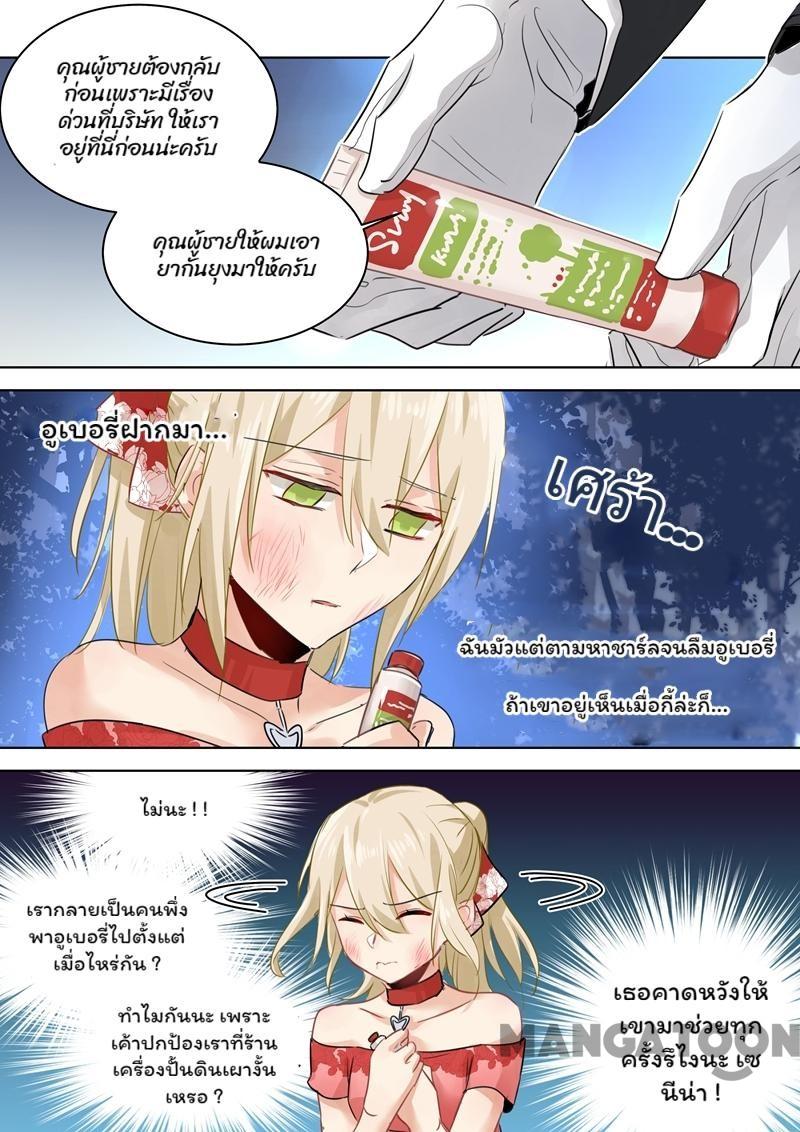 คุณผู้ชายต้องกลับ
ก่อนเพราะมีเรื่อง
ด่วนที่บริษัท ให้เรา
อยู่ที่นี่ก่อนน่ะครับ
คุณผู้ชายให้ผมเอา
ยากันยุงมาให้ครับ
อูเบอรี่ฝากมา...
เศร้า...
ฉันมัวแต่ตามหาชาร์ลจนลืมอูเบอรี่
ถ้าเขาอยู่เห็นเมื่อกี้ล่ะก็...
ไม่นะ ! !
เรากลายเป็นคนพึ่ง
พาอูเบอรี่ไปตั้งแต่
เมื่อไหร่กัน ?
ทำไมกันนะ เพราะ
เค้าปกป้องเราที่ร้าน
เครื่องปั้นดินเผางั้น
เหรอ ?
เธอคาดหวังให้
เขามาช่วยทุก
ครั้งรึไงนะ เซ
นีน่า !
MANGATOON